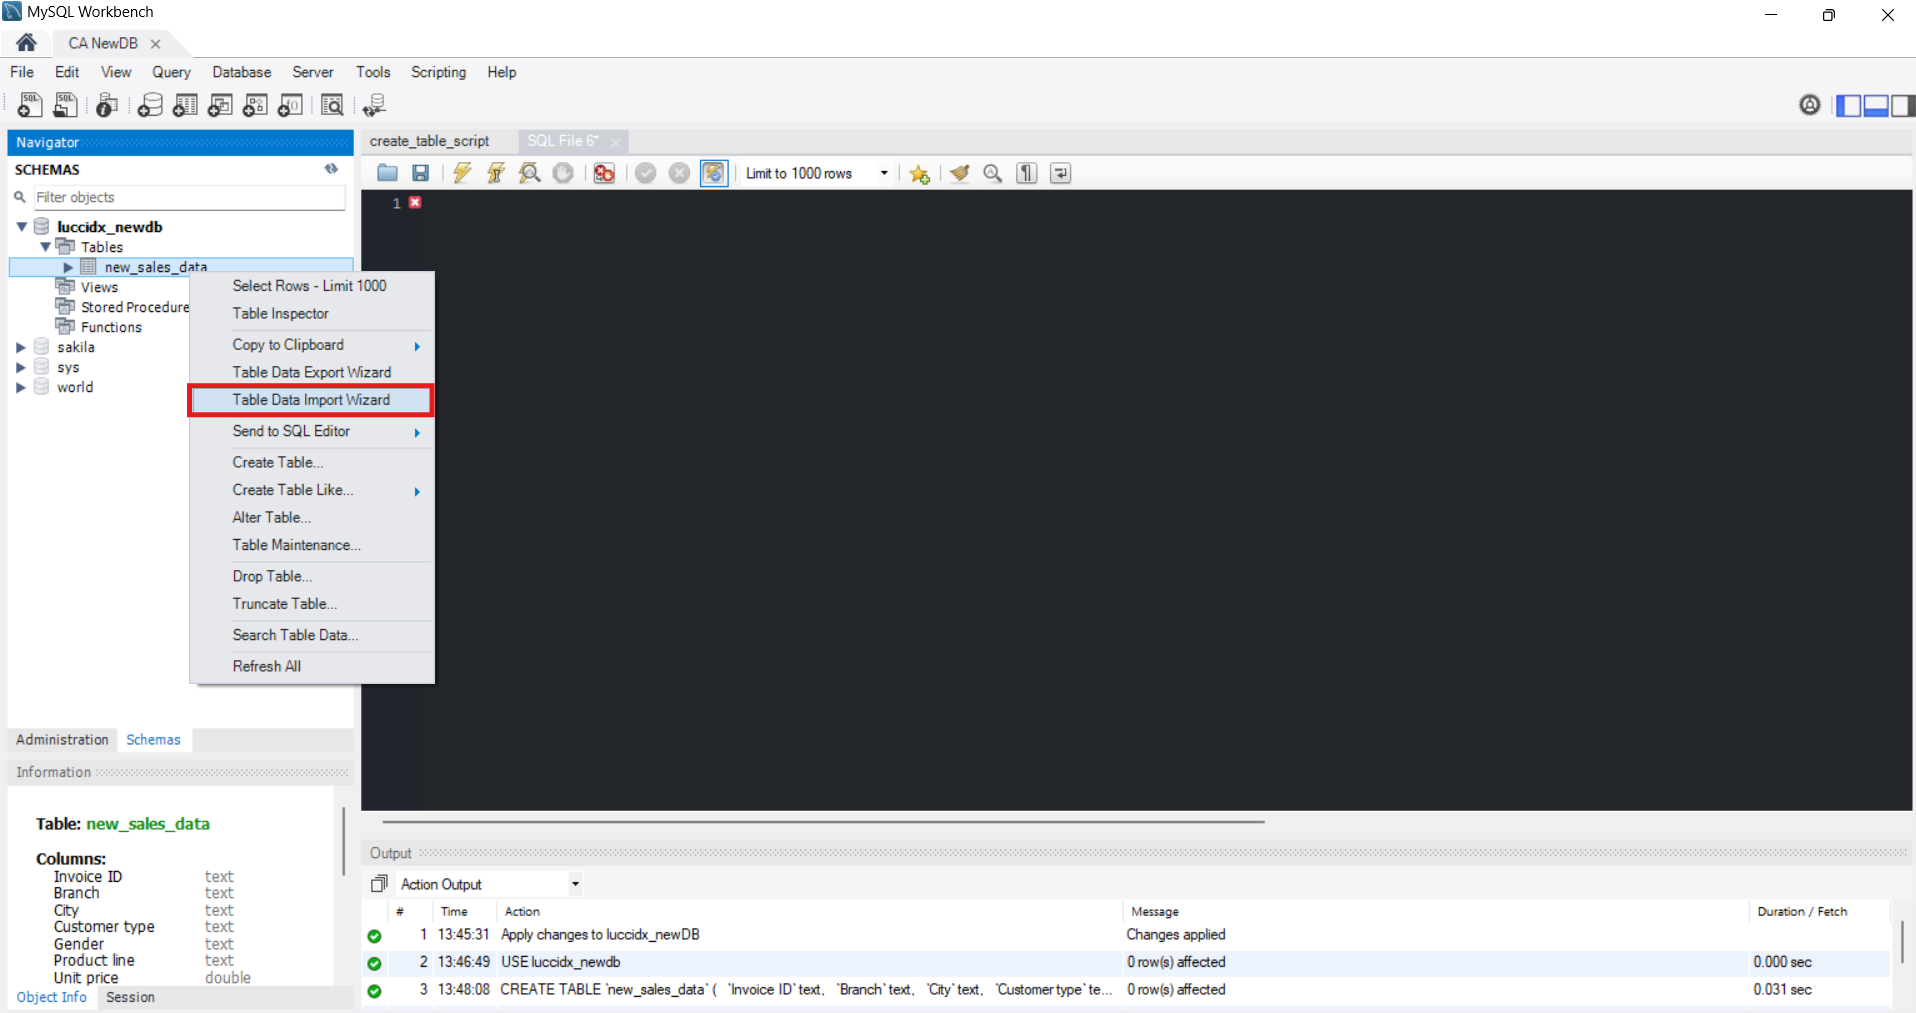 MySQL Workbench
CA NewDB
File Edit View Query Database Server Tools Scripting Help
Navigator
SCHEMAS
Filter objects
luccidx_newdb
Tables
new_sales_data
Views
Stored Procedure
Functions
sakila
sys
world
Select Rows - Limit 1000
Table Inspector
Copy to Clipboard
Table Data Export Wizard
Table Data Import Wizard
Send to SQL Editor
Create Table...
Create Table Like...
Alter Table...
Table Maintenance...
Drop Table...
Truncate Table...
Search Table Data...
Refresh All
Administration Schemas
Information
Table: new_sales_data
Columns:
Invoice ID text
Branch text
City text
Customer type text
Gender text
Product line text
Unit price double
Object Info Session
create_table_script SQL File 6*
Limit to 1000 rows
1
Output
Action Output
# Time Action Message Duration / Fetch
1 13:45:31 Apply changes to luccidx_newDB Changes applied
2 13:46:49 USE luccidx_newdb 0 row(s) affected 0.000 sec
3 13:48:08 CREATE TABLE `new_sales_data` ( `Invoice ID` text, `Branch` text, `City` text, `Customer type` te... 0 row(s) affected 0.031 sec